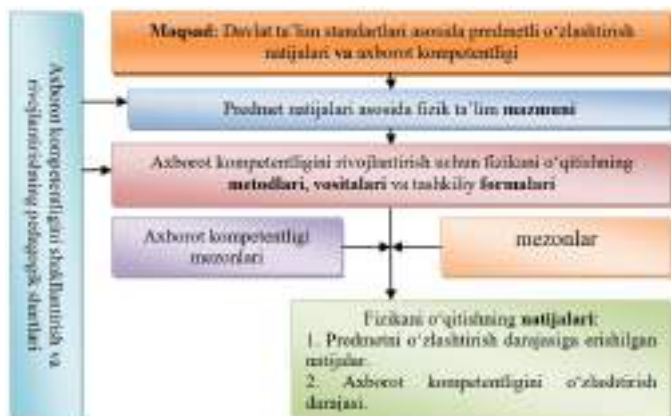 Axborot kompetentligini shakllantirish va
rivojlantirishning pedagogik shartlari
Maqsad: Davlat ta’lim standartlari asosida predmetli o‘zlashtirish
natijalari va axborot kompetentligi
Predmet natijalari asosida fizik ta’lim mazmuni
Axborot kompetentligini rivojlantirish uchun fizikani o‘qitishning
metodlari, vositalari va tashkiliy formalari
Axborot kompetentligi
mezonlari
mezonlar
Fizikani o‘qitishning natijalari:
1. Predmetni o‘zlashtirish darajasiga erishilgan
natijalar.
2. Axborot kompetentligini o‘zlashtirish
darajasi.